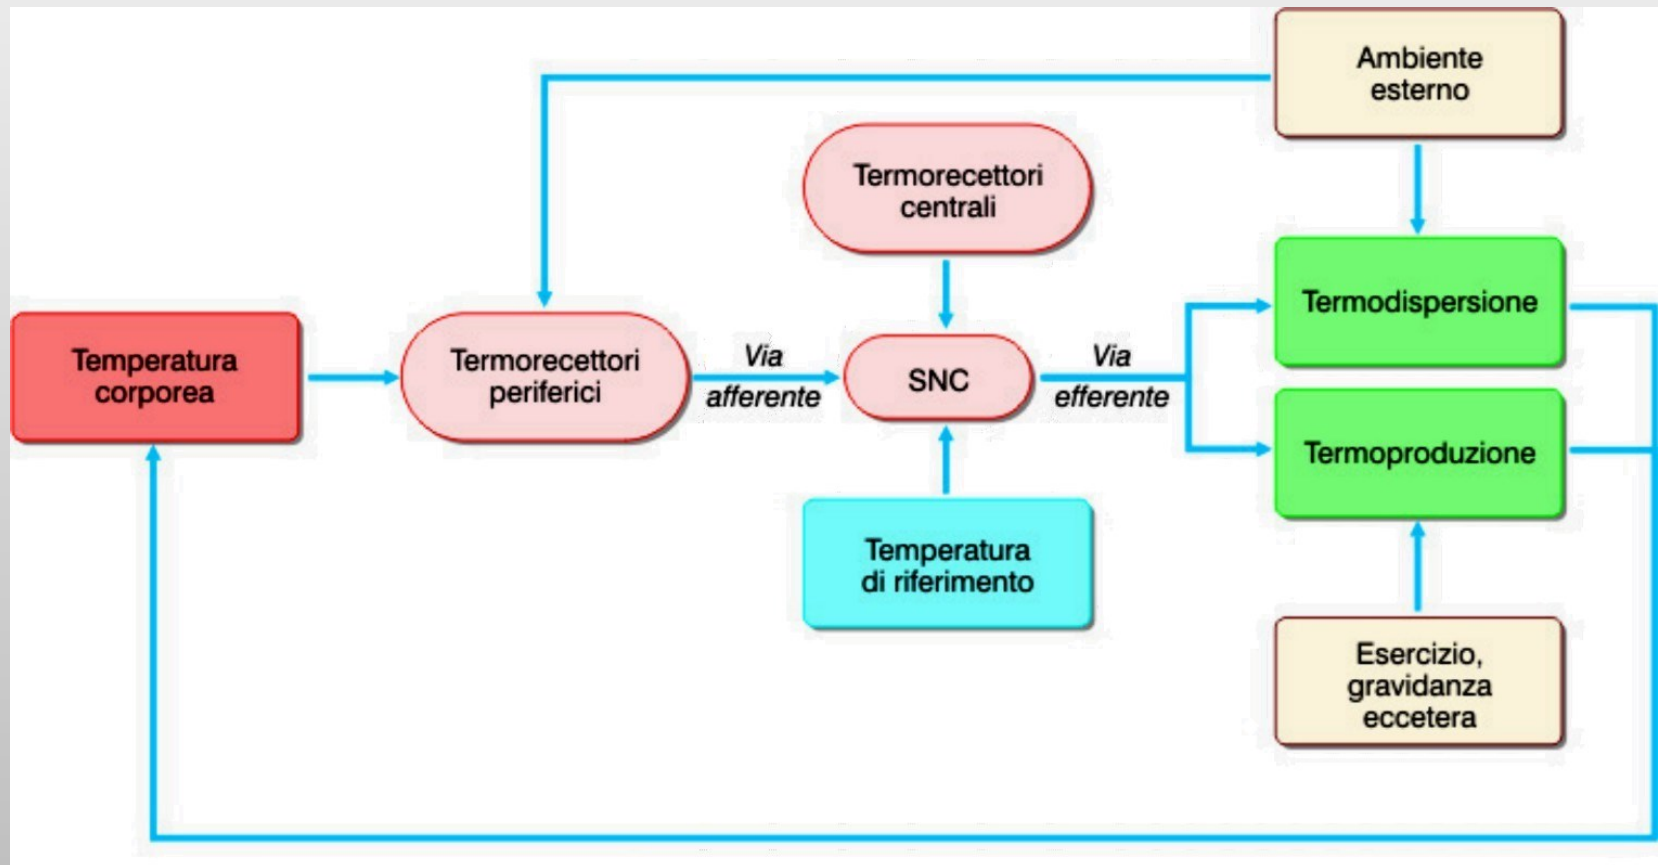 Ambiente
esterno
Termorecettori
centrali
Termodispersione
Temperatura
corporea
Termorecettori
periferici
Via
afferente
SNC
Via
efferente
Termoproduzione
Temperatura
di riferimento
Esercizio,
gravidanza
eccetera